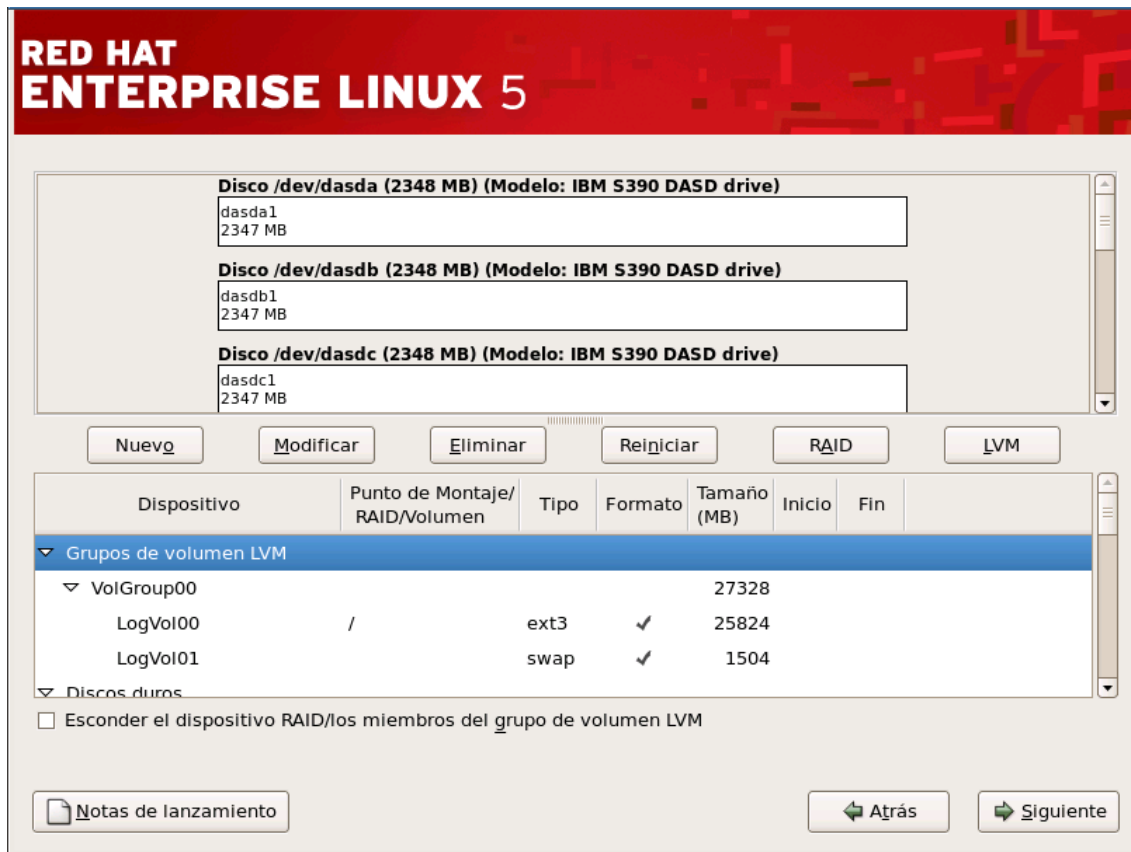 RED HAT
ENTERPRISE LINUX 5
Disco /dev/dasda (2348 MB) (Modelo: IBM S390 DASD drive)
dasda1
2347 MB
Disco /dev/dasdb (2348 MB) (Modelo: IBM S390 DASD drive)
dasdb1
2347 MB
Disco /dev/dasdc (2348 MB) (Modelo: IBM S390 DASD drive)
dasdc1
2347 MB
Nuevo Modificar Eliminar Reiniciar RAID LVM
Dispositivo Punto de Montaje/ RAID/Volumen Tipo Formato Tamaño (MB) Inicio Fin
Grupos de volumen LVM
VolGroup00 27328
LogVol00 / ext3 25824
LogVol01 swap 1504
Discos duros
Esconder el dispositivo RAID/los miembros del grupo de volumen LVM
Notas de lanzamiento Atrás Siguiente